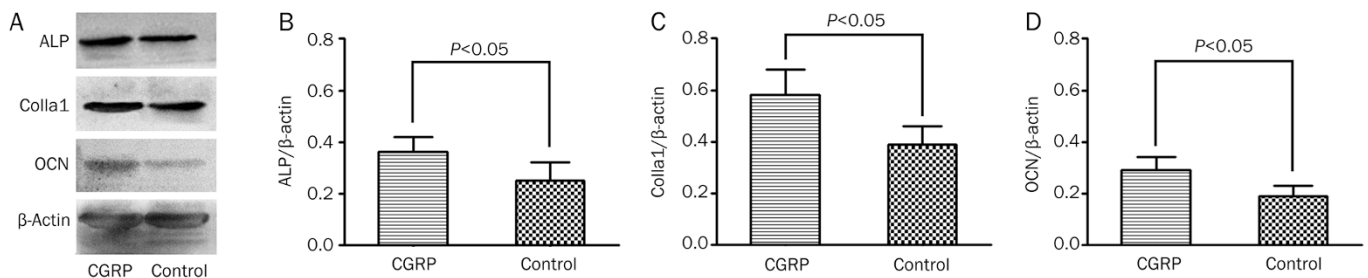 A
ALP
Colla1
OCN
β-Actin
CGRP Control
B
P<0.05
ALP/β-actin
0.8
0.6
0.4
0.2
0.0
CGRP Control
C
P<0.05
Colla1/β-actin
0.8
0.6
0.4
0.2
0.0
CGRP Control
D
P<0.05
OCN/β-actin
0.8
0.6
0.4
0.2
0.0
CGRP Control